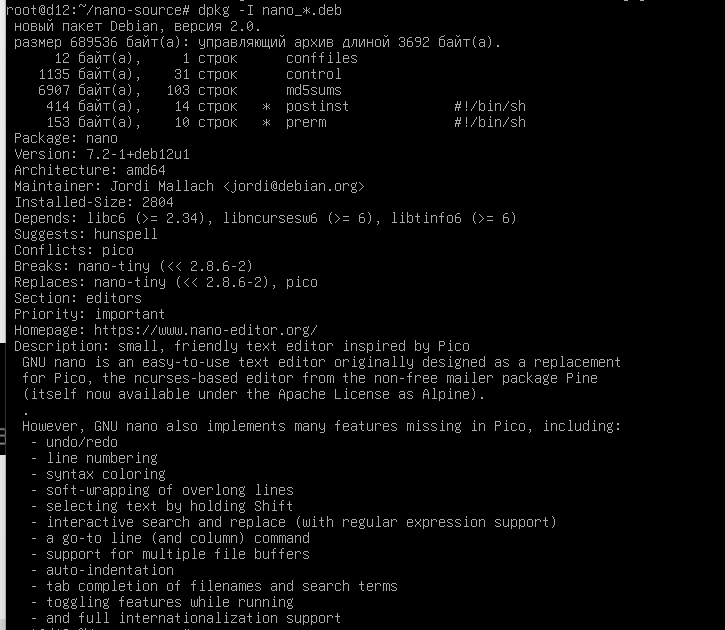 root@d12:~/nano-source# dpkg -I nano_*.deb
новый пакет Debian, версия 2.0.
размер 689536 байт(а): управляющий архив длиной 3692 байт(а).
12 байт(а), 1 строк conffiles
1135 байт(а), 31 строк control
6907 байт(а), 103 строк md5sums
414 байт(а), 14 строк * postinst #!/bin/sh
153 байт(а), 10 строк * prerm #!/bin/sh
Package: nano
Version: 7.2-1+deb12u1
Architecture: amd64
Maintainer: Jordi Mallach <jordi@debian.org>
Installed-Size: 2804
Depends: libc6 (>= 2.34), libncursesw6 (>= 6), libtinfo6 (>= 6)
Suggests: hunspell
Conflicts: pico
Breaks: nano-tiny (<< 2.8.6-2)
Replaces: nano-tiny (<< 2.8.6-2), pico
Section: editors
Priority: important
Homepage: https://www.nano-editor.org/
Description: small, friendly text editor inspired by Pico
GNU nano is an easy-to-use text editor originally designed as a replacement
for Pico, the ncurses-based editor from the non-free mailer package Pine
(itself now available under the Apache License as Alpine).
.
However, GNU nano also implements many features missing in Pico, including:
- undo/redo
- line numbering
- syntax coloring
- soft-wrapping of overlong lines
- selecting text by holding Shift
- interactive search and replace (with regular expression support)
- a go-to line (and column) command
- support for multiple file buffers
- auto-indentation
- tab completion of filenames and search terms
- toggling features while running
- and full internationalization support